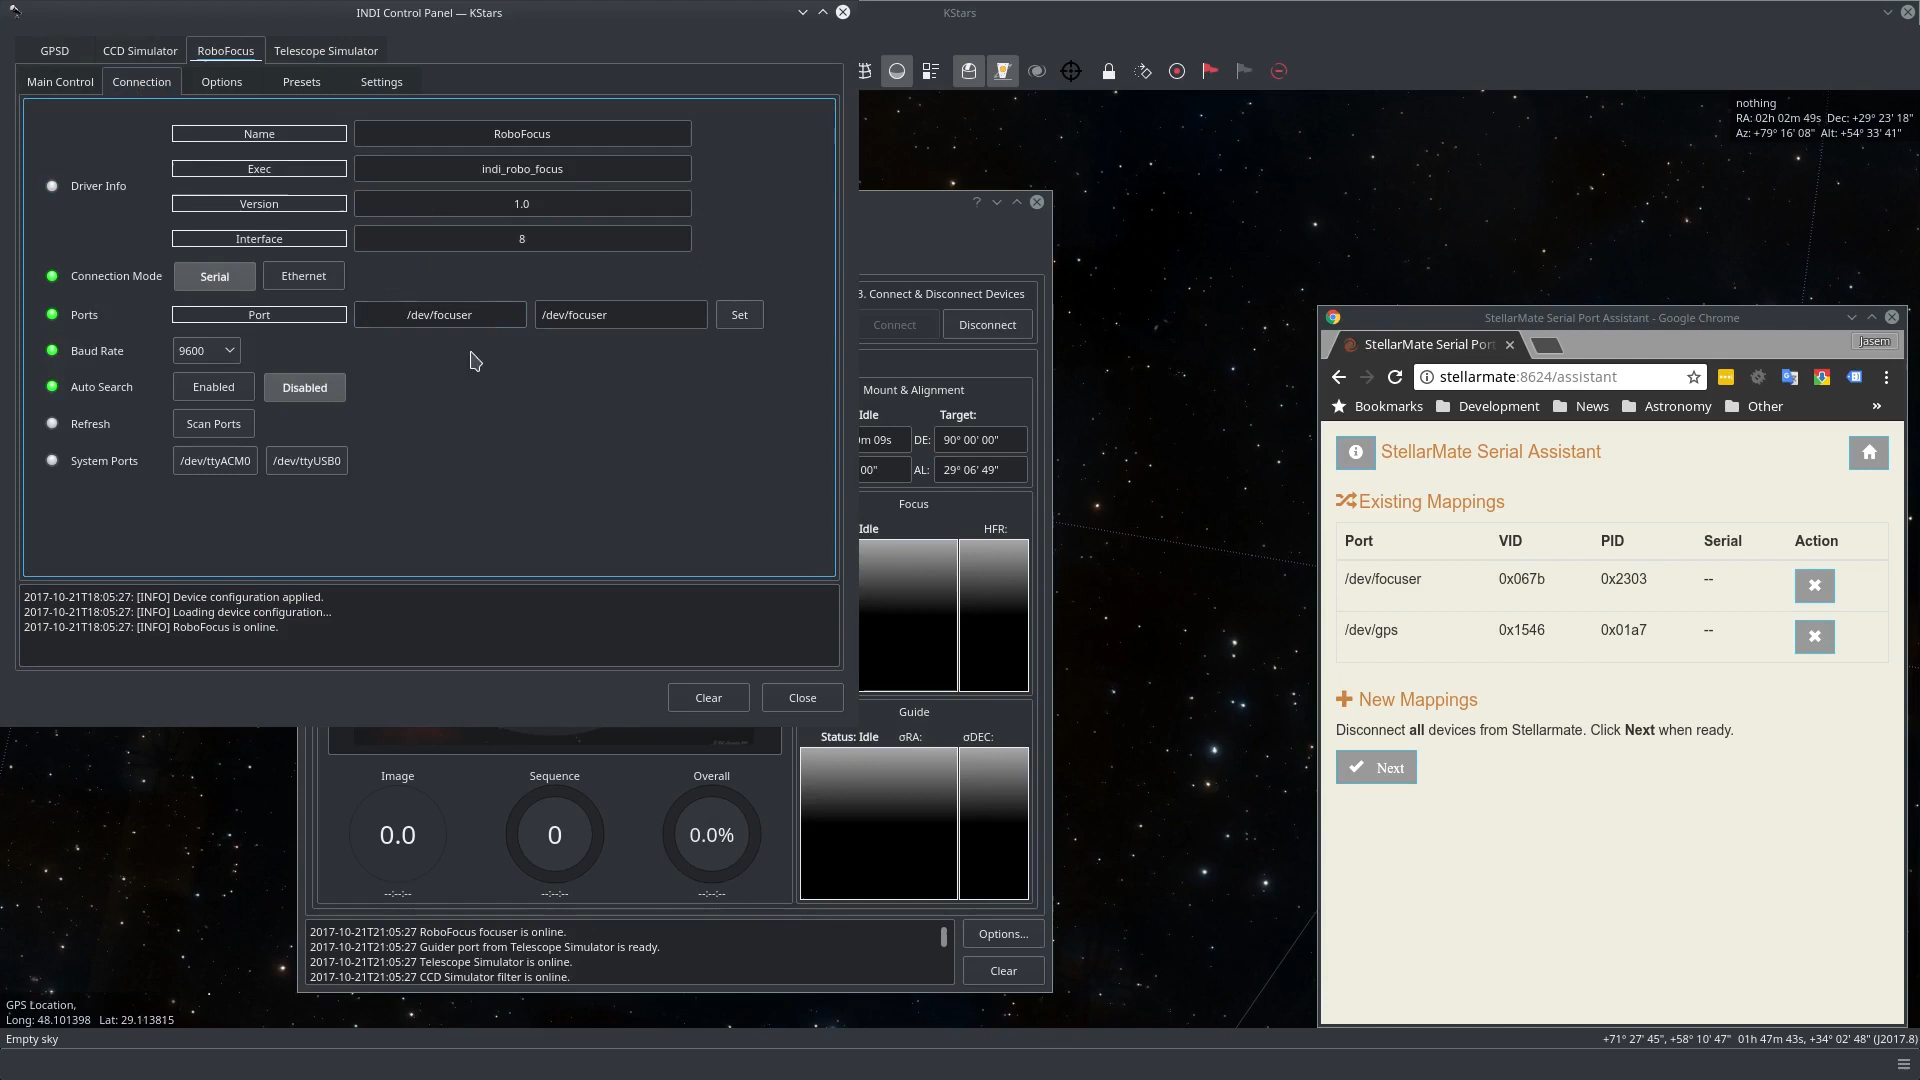 INDI Control Panel — KStars
GPSD CCD Simulator RoboFocus Telescope Simulator
Main Control Connection Options Presets Settings
Name RoboFocus
Exec indi_robo_focus
Driver Info
Version 1.0
Interface 8
Connection Mode Serial Ethernet
Ports Port /dev/focuser /dev/focuser Set
Baud Rate 9600
Auto Search Enabled Disabled
Refresh Scan Ports
System Ports /dev/ttyACM0 /dev/ttyUSB0
2017-10-21T18:05:27: [INFO] Device configuration applied.
2017-10-21T18:05:27: [INFO] Loading device configuration...
2017-10-21T18:05:27: [INFO] RoboFocus is online.
Clear Close
KStars
nothing
RA: 02h 02m 49s Dec: +29° 23' 18"
Az: +79° 16' 08" Alt: +54° 33' 41"
?
3. Connect & Disconnect Devices
Connect Disconnect
Mount & Alignment
Idle Target:
0m 09s DE: 90° 00' 00"
00" AL: 29° 06' 49"
Focus
Idle HFR:
Guide
Status: Idle σRA: σDEC:
Image Sequence Overall
0.0 0 0.0%
--:--:-- --:--:-- --:--:--
2017-10-21T21:05:27 RoboFocus focuser is online.
2017-10-21T21:05:27 Guider port from Telescope Simulator is ready.
2017-10-21T21:05:27 Telescope Simulator is online.
2017-10-21T21:05:27 CCD Simulator filter is online.
Options...
Clear
StellarMate Serial Port Assistant - Google Chrome
StellarMate Serial Port Jasem
stellarmate:8624/assistant
Bookmarks Development News Astronomy Other »
StellarMate Serial Assistant
Existing Mappings
Port VID PID Serial Action
/dev/focuser 0x067b 0x2303 --
/dev/gps 0x1546 0x01a7 --
New Mappings
Disconnect all devices from Stellarmate. Click Next when ready.
Next
GPS Location,
Long: 48.101398 Lat: 29.113815
Empty sky
+71° 27' 45", +58° 10' 47" 01h 47m 43s, +34° 02' 48" (J2017.8)